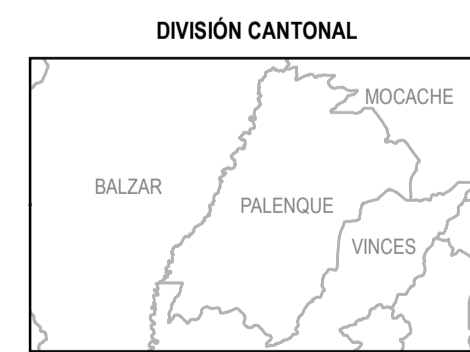 DIVISIÓN CANTONAL
MOCACHE
BALZAR
PALENQUE
VINCES